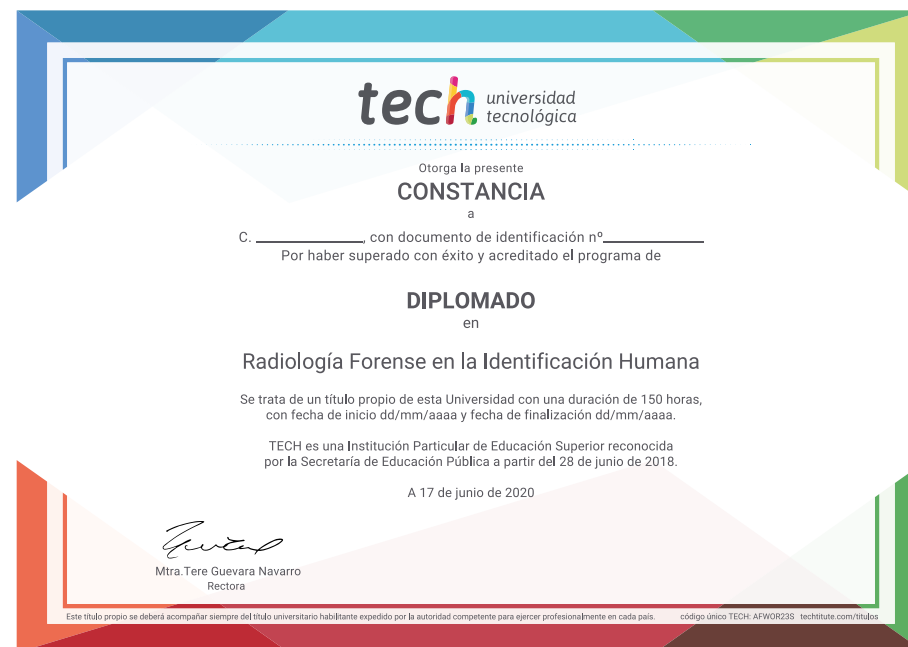 tech universidad
tecnológica
Otorga la presente
CONSTANCIA
a
C. ____________, con documento de identificación nº____________
Por haber superado con éxito y acreditado el programa de
DIPLOMADO
en
Radiología Forense en la Identificación Humana
Se trata de un título propio de esta Universidad con una duración de 150 horas,
con fecha de inicio dd/mm/aaaa y fecha de finalización dd/mm/aaaa.
TECH es una Institución Particular de Educación Superior reconocida
por la Secretaría de Educación Pública a partir del 28 de junio de 2018.
A 17 de junio de 2020
Mtra.Tere Guevara Navarro
Rectora
Este título propio se deberá acompañar siempre del título universitario habilitante expedido por la autoridad competente para ejercer profesionalmente en cada país. código único TECH: AFWOR23S techtitute.com/titulos